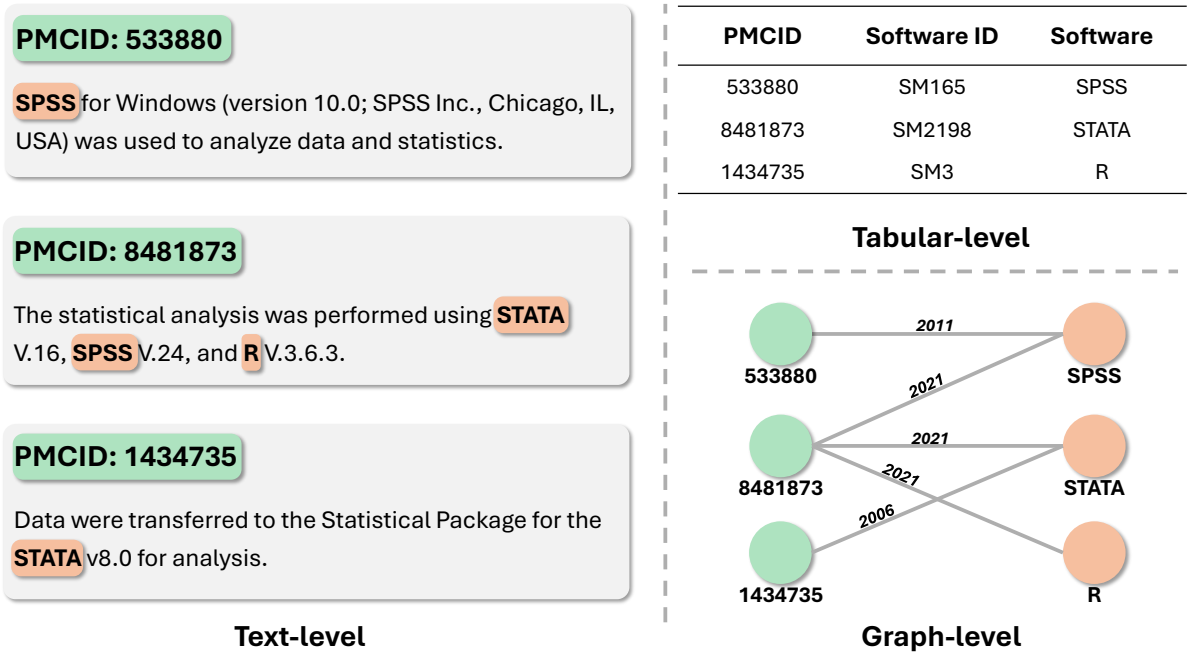 PMCID: 533880
SPSS for Windows (version 10.0; SPSS Inc., Chicago, IL,
USA) was used to analyze data and statistics.
PMCID: 8481873
The statistical analysis was performed using STATA
V.16, SPSS V.24, and R V.3.6.3.
PMCID: 1434735
Data were transferred to the Statistical Package for the
STATA v8.0 for analysis.
Text-level
PMCID Software ID Software
533880 SM165 SPSS
8481873 SM2198 STATA
1434735 SM3 R
Tabular-level
2011
533880 SPSS
2021
2021
8481873 STATA
2021
2006
1434735 R
Graph-level